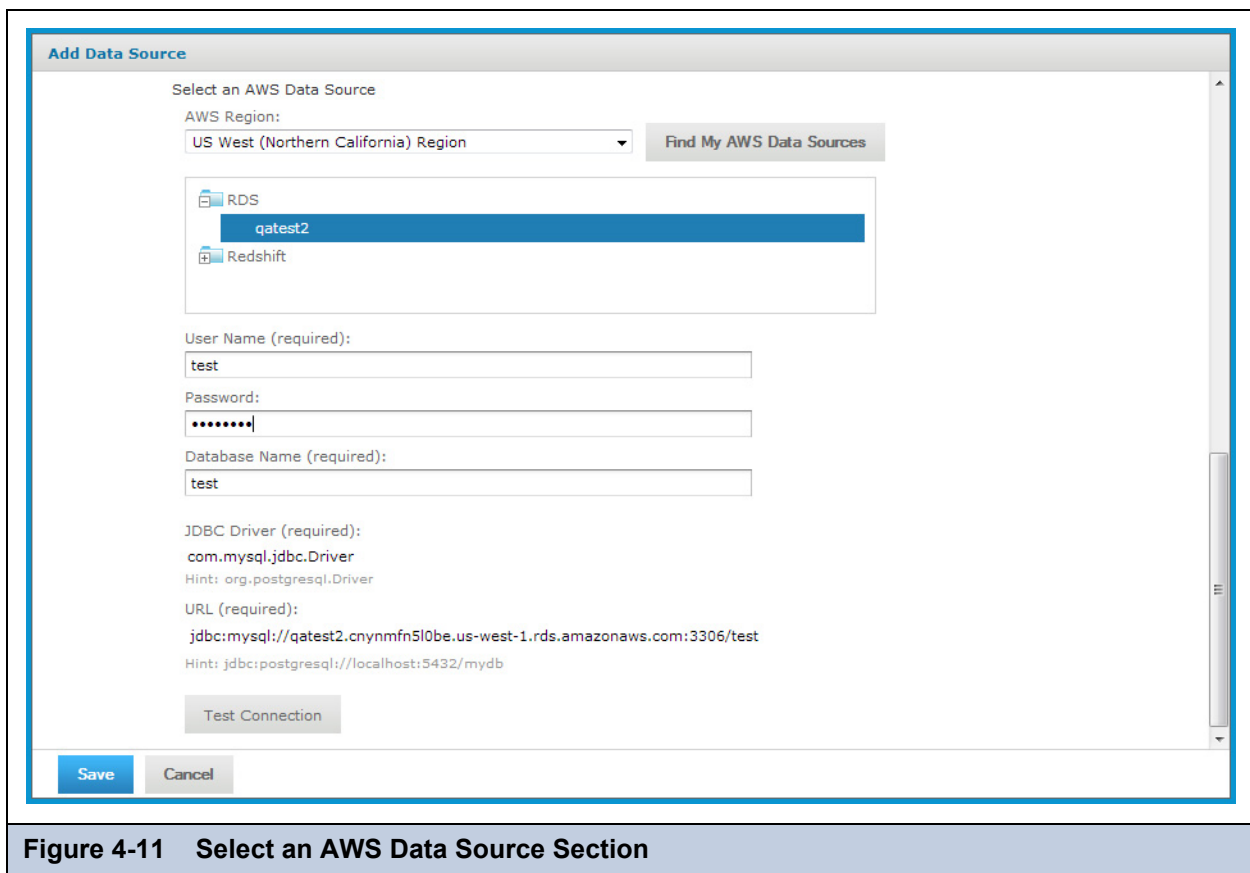 Add Data Source
Select an AWS Data Source
AWS Region:
US West (Northern California) Region
Find My AWS Data Sources
RDS
qatest2
Redshift
User Name (required):
test
Password:
••••••••
Database Name (required):
test
JDBC Driver (required):
com.mysql.jdbc.Driver
Hint: org.postgresql.Driver
URL (required):
jdbc:mysql://qatest2.cnynmfn5l0be.us-west-1.rds.amazonaws.com:3306/test
Hint: jdbc:postgresql://localhost:5432/mydb
Test Connection
Save
Cancel
Figure 4-11 Select an AWS Data Source Section